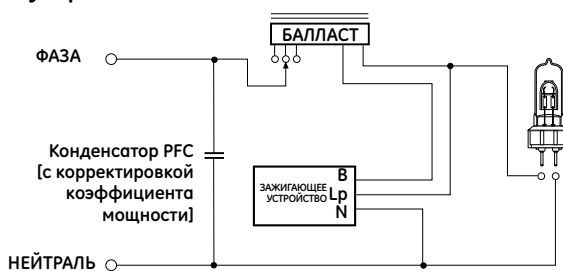 БАЛЛАСТ
ФАЗА
Конденсатор PFC
[с корректировкой
коэффициента
мощности]
ЗАЖИГАЮЩЕЕ
УСТРОЙСТВО
B
Lp
N
НЕЙТРАЛЬ